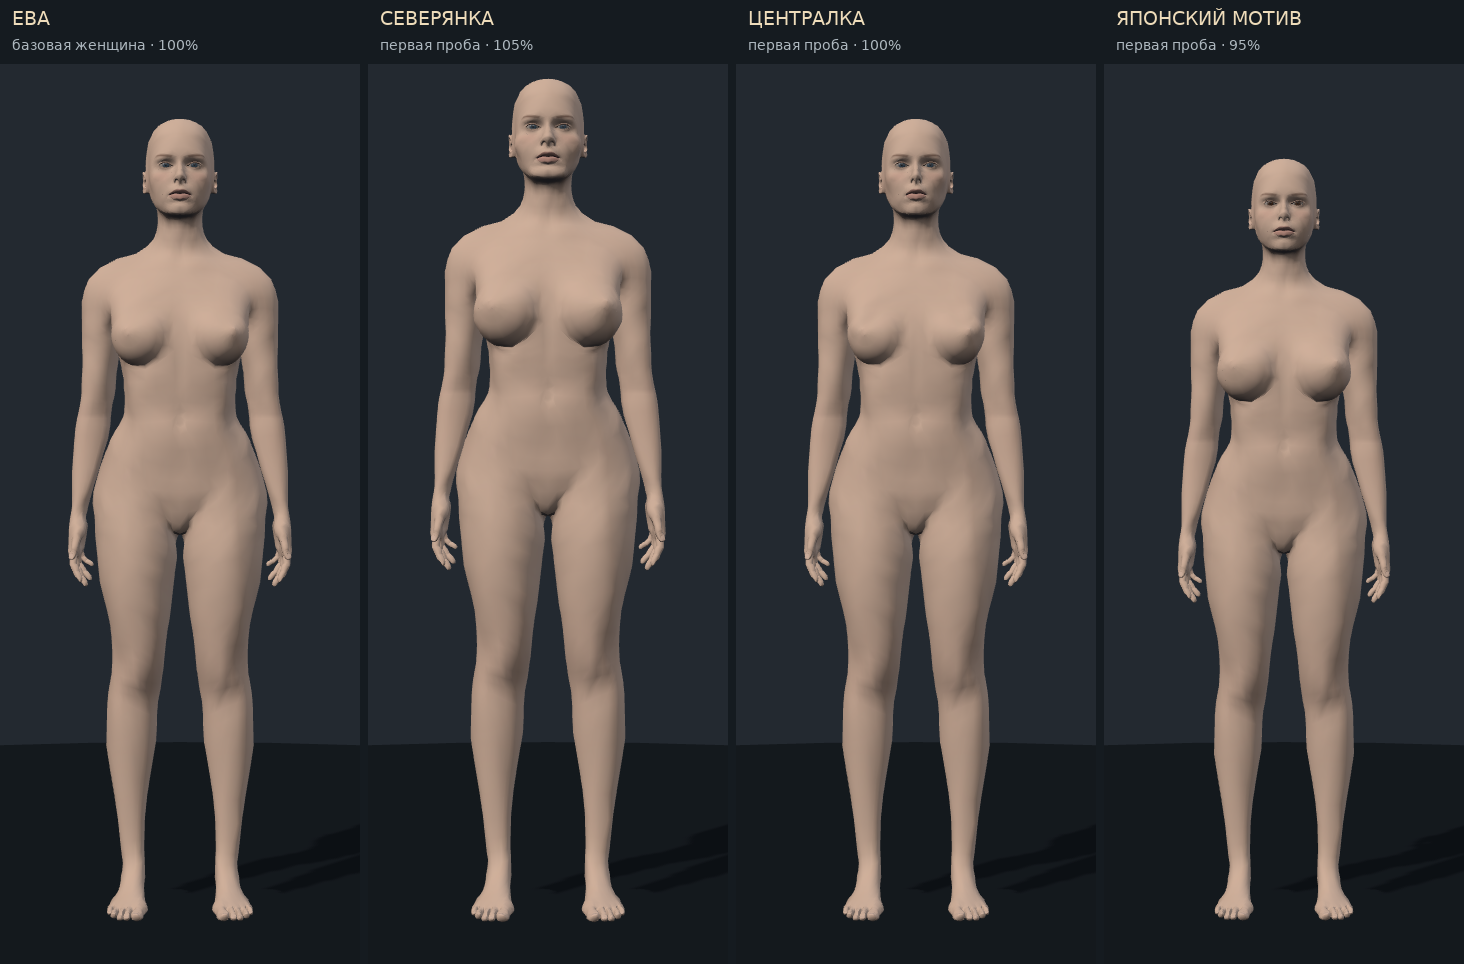 ЕВА
базовая женщина · 100%
СЕВЕРЯНКА
первая проба · 105%
ЦЕНТРАЛКА
первая проба · 100%
ЯПОНСКИЙ МОТИВ
первая проба · 95%